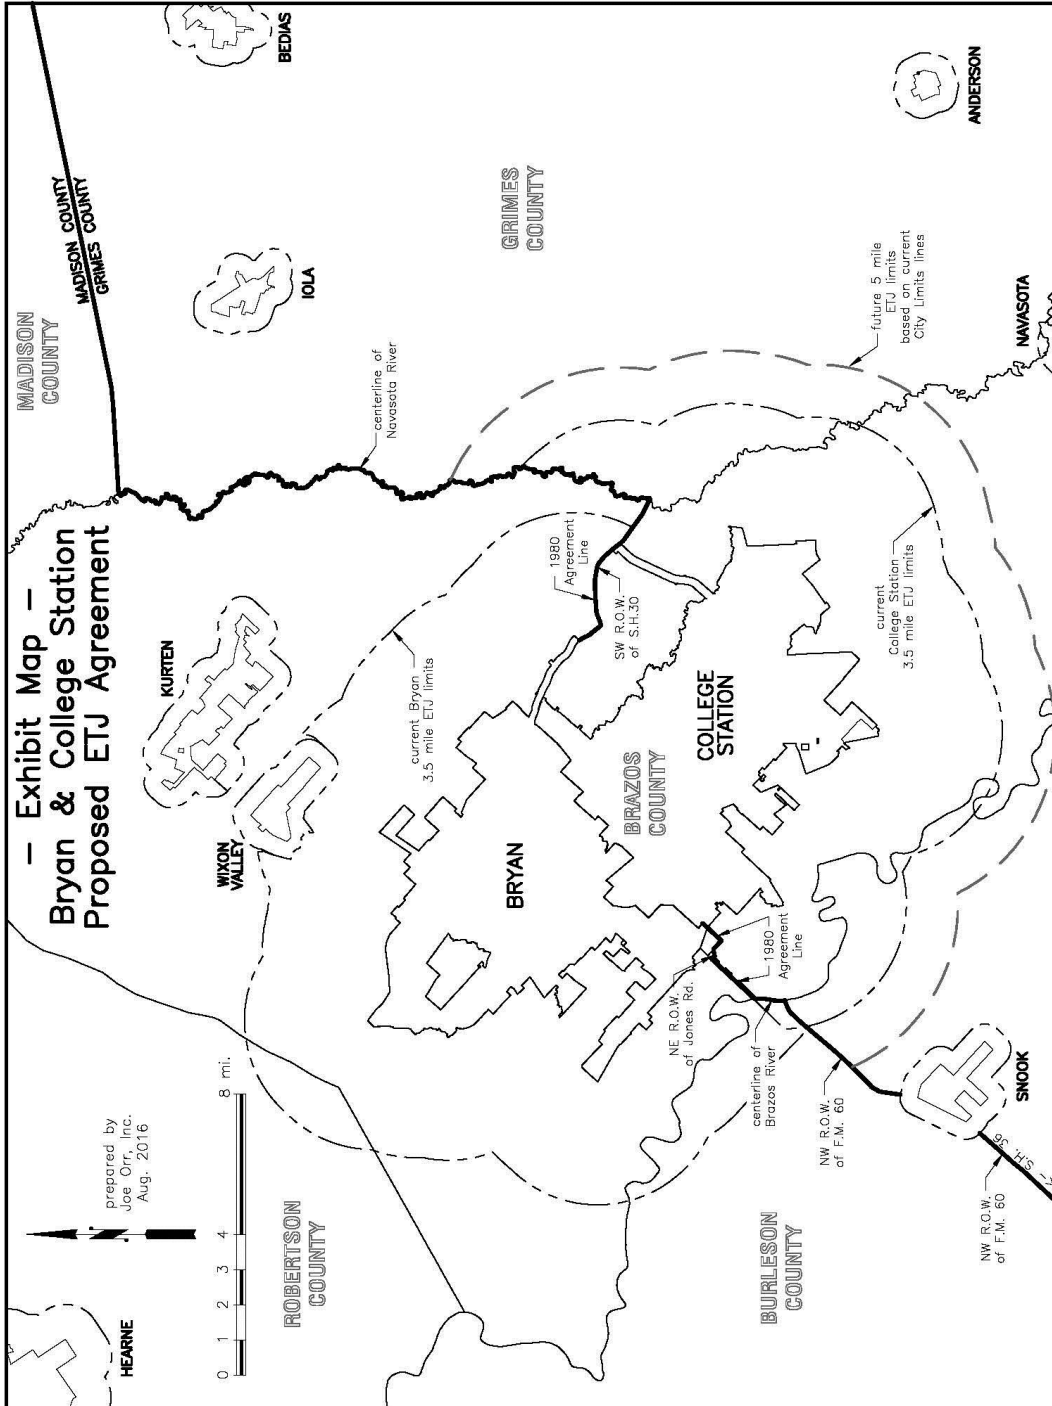 — Exhibit Map —
Bryan & College Station
Proposed ETJ Agreement
prepared by
Joe Orr, Inc.
Aug. 2016
0 1 2 3 4 8 mi.
HEARNE
ROBERTSON
COUNTY
BURLESON
COUNTY
WIXON
VALLEY
KURTEN
MADISON
COUNTY
MADISON COUNTY
GRIMES COUNTY
BEDIAS
IOLA
GRIMES
COUNTY
ANDERSON
NAVASOTA
centerline of
Navasota River
current Bryan
3.5 mile ETJ limits
1980
Agreement
Line
SW R.O.W.
of S.H.30
BRYAN
BRAZOS
COUNTY
COLLEGE
STATION
future 5 mile
ETJ limits
based on current
City Limits lines
current
College Station
3.5 mile ETJ limits
NE R.O.W.
of Jones Rd.
1980
Agreement
Line
centerline of
Brazos River
NW R.O.W.
of F.M. 60
SNOOK
NW R.O.W.
of F.M. 60
S.H. 36